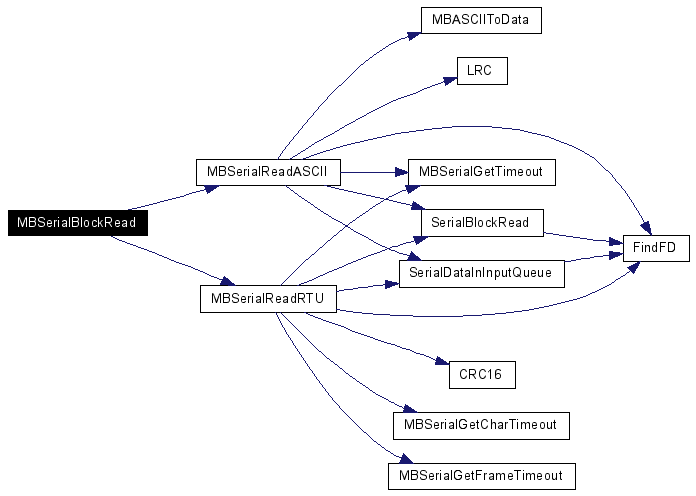 MBASCIIToData
LRC
MBSerialReadASCII
MBSerialGetTimeout
MBSerialBlockRead
SerialBlockRead
FindFD
SerialDataInInputQueue
MBSerialReadRTU
CRC16
MBSerialGetCharTimeout
MBSerialGetFrameTimeout